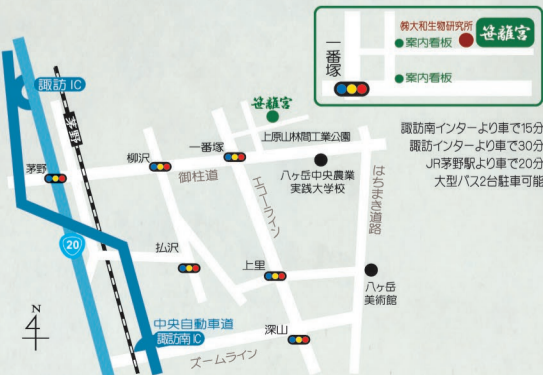 ㈱大和生物研究所
笹離宮
案内看板
一番塚
案内看板
諏訪IC
茅野
笹離宮
上原山林間工業公園
一番塚
柳沢
茅野
御柱道
八ヶ岳中央農業
実践大学校
諏訪南インターより車で15分
諏訪インターより車で30分
JR茅野駅より車で20分
大型バス2台駐車可能
エコーライン
はちまき道路
20
払沢
上里
八ヶ岳
美術館
N
中央自動車道
諏訪南IC
深山
ズームライン